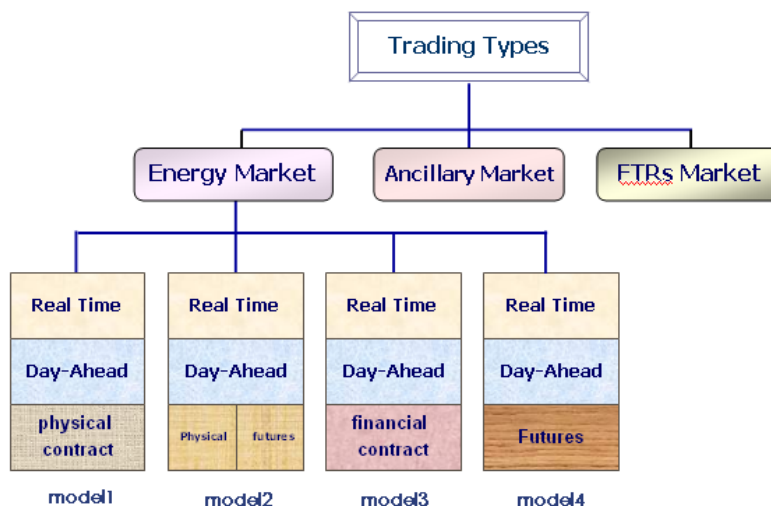 Trading Types
Energy Market
Ancillary Market
FTRs Market
Real Time
Real Time
Real Time
Real Time
Day-Ahead
Day-Ahead
Day-Ahead
Day-Ahead
physical
contract
Physical
futures
financial
contract
Futures
model1
model2
model3
model4